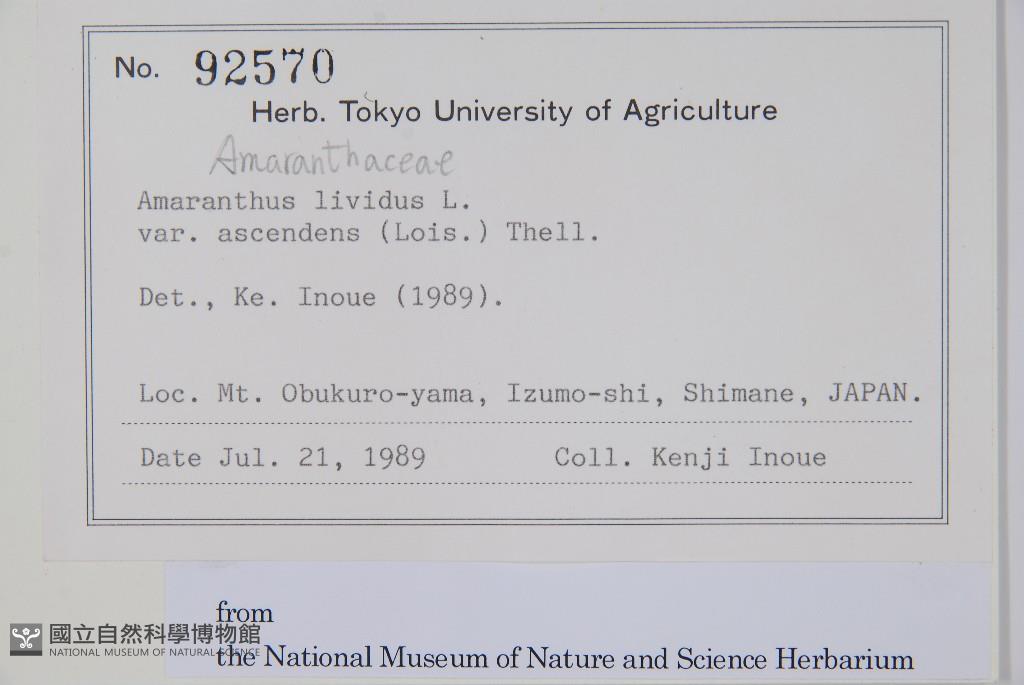 No. 92570
Herb. Tokyo University of Agriculture
Amaranthaceae
Amaranthus lividus L.
var. ascendens (Lois.) Thell.
Det., Ke. Inoue (1989).
Loc. Mt. Obukuro-yama, Izumo-shi, Shimane, JAPAN.
Date Jul. 21, 1989 Coll. Kenji Inoue
from
the National Museum of Nature and Science Herbarium
國立自然科學博物館
NATIONAL MUSEUM OF NATURAL SCIENCE